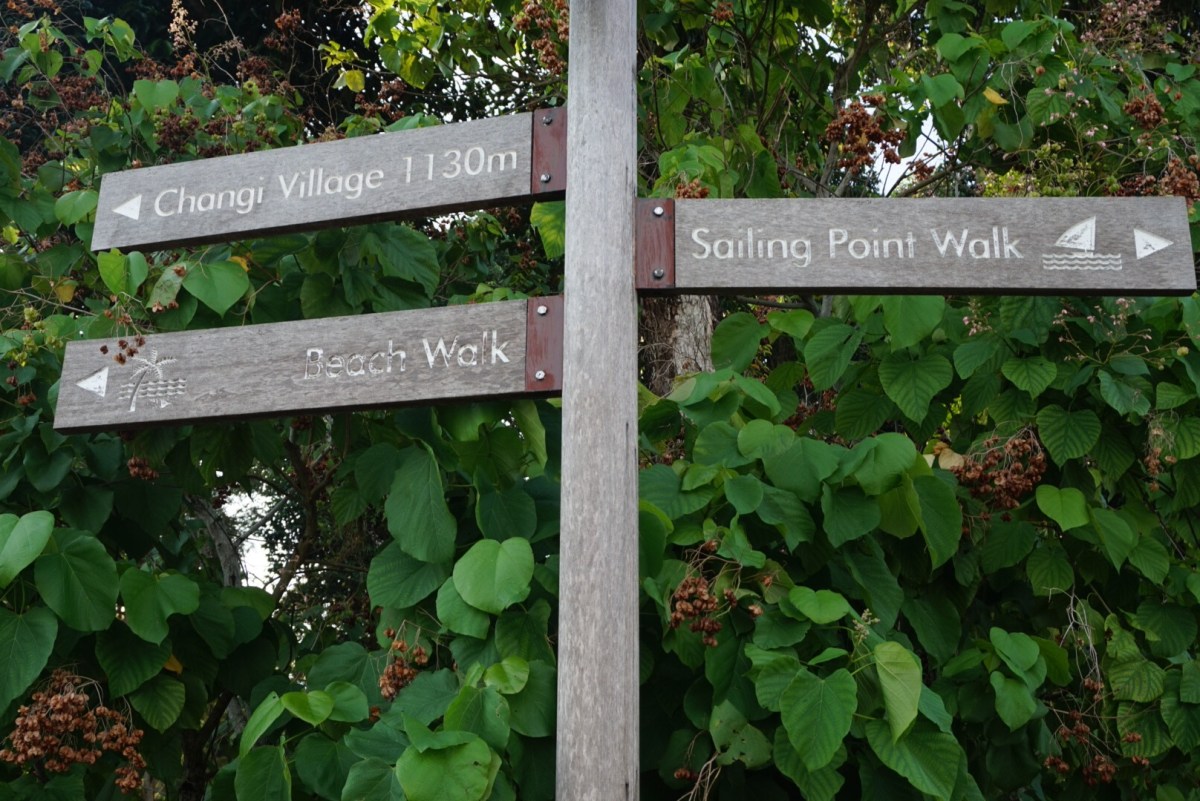 Changi Village 1130m
Sailing Point Walk
Beach Walk